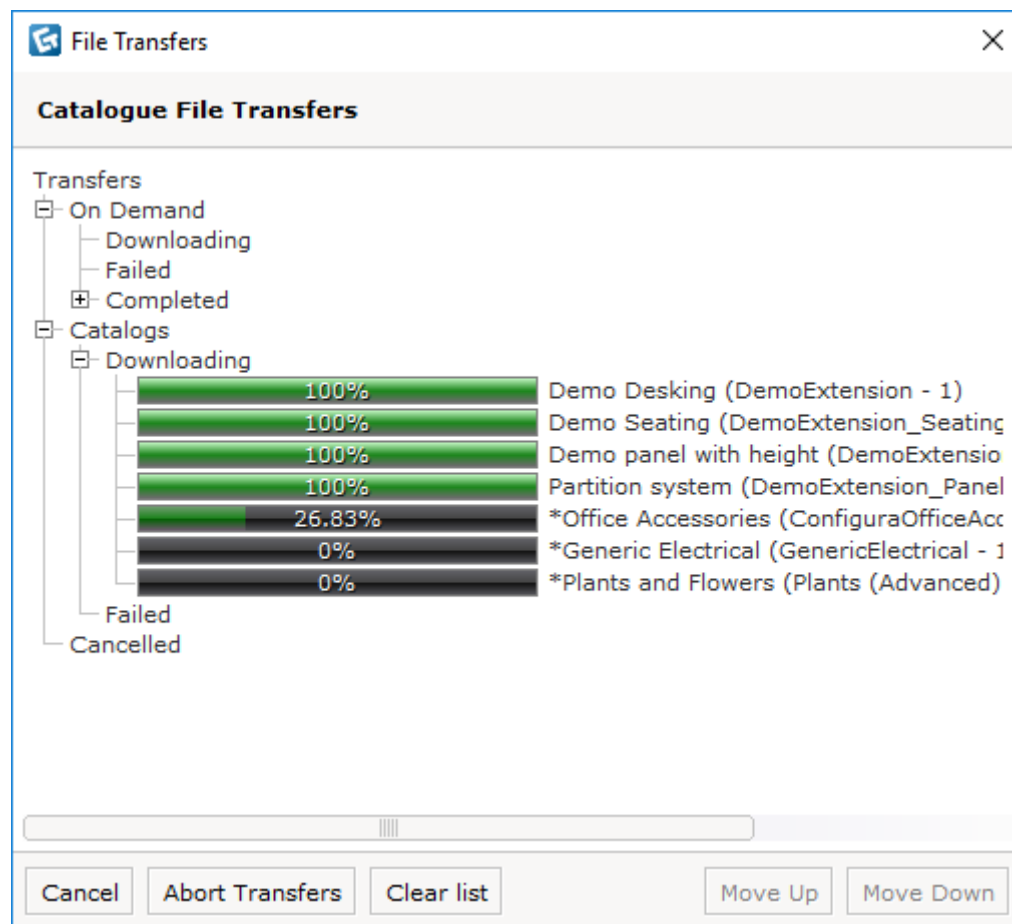 File Transfers
Catalogue File Transfers
Transfers
On Demand
Downloading
Failed
Completed
Catalogs
Downloading
100% Demo Desking (DemoExtension - 1)
100% Demo Seating (DemoExtension_Seating
100% Demo panel with height (DemoExtensio
100% Partition system (DemoExtension_Panel
26.83% *Office Accessories (ConfiguraOfficeAcc
0% *Generic Electrical (GenericElectrical - 1
0% *Plants and Flowers (Plants (Advanced)
Failed
Cancelled
Cancel Abort Transfers Clear list Move Up Move Down